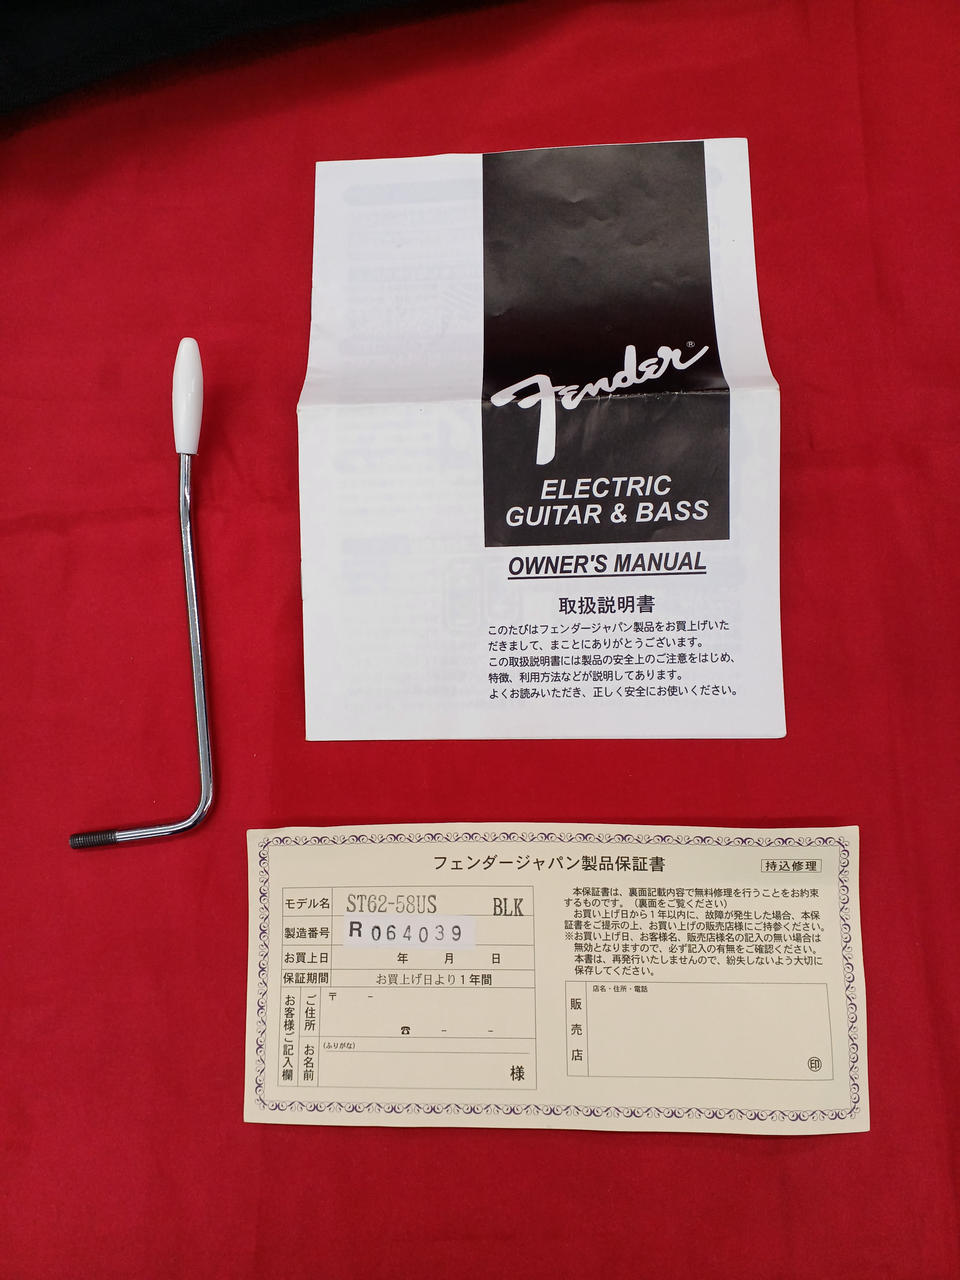 Fender®
ELECTRIC
GUITAR & BASS
OWNER'S MANUAL
取扱説明書
このたびはフェンダージャパン製品をお買上げいた
だきまして、まことにありがとうございます。
この取扱説明書には製品の安全上のご注意をはじめ、
特徴、利用方法などが説明してあります。
よくお読みいただき、正しく安全にお使いください。
フェンダージャパン製品保証書
持込修理
モデル名 ST62-58US BLK
製造番号 R 064039
お買上日 年 月 日
保証期間 お買上げ日より1年間
お客様ご記入欄
ご住所
〒 -
☎ - -
お名前
(ふりがな)
様
本保証書は、裏面記載内容で無料修理を行うことをお約束
するものです。(裏面をご覧ください)
お買い上げ日から1年以内に、故障が発生した場合、本保
証書をご提示の上、お買い上げの販売店様にご持参ください。
※お買い上げ日、お客様名、販売店様名の記入の無い場合は
無効となりますので、必ず記入の有無をご確認ください。
本書は、再発行いたしませんので、紛失しないよう大切に
保存してください。
販売店
店名・住所・電話
印